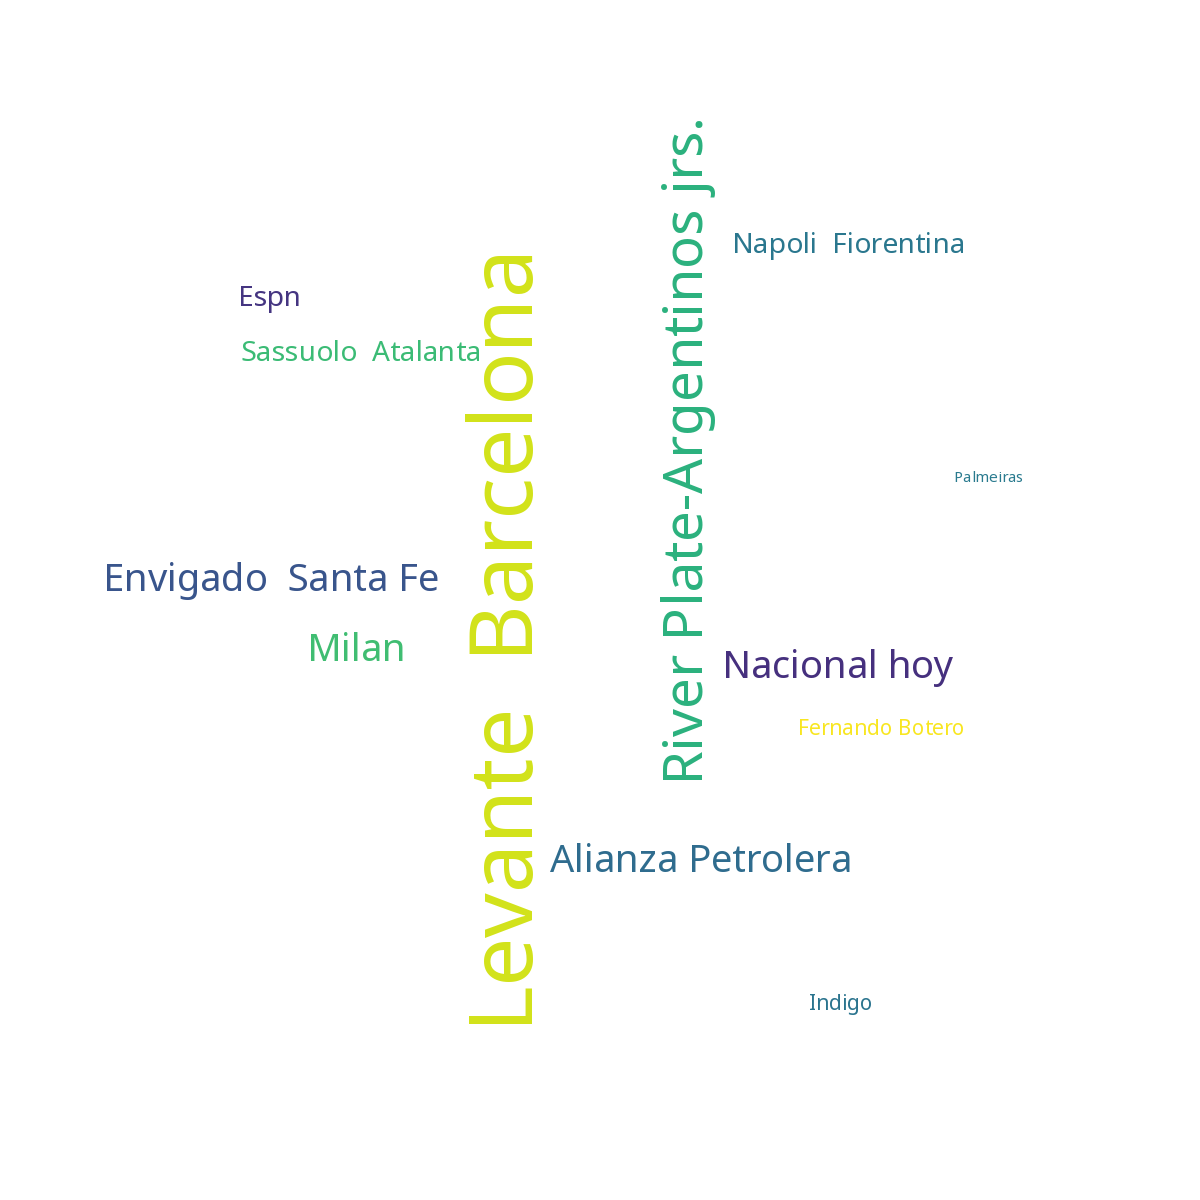 River Plate-Argentinos jrs.
Napoli  Fiorentina
Levante  Barcelona
Espn
Sassuolo  Atalanta
Palmeiras
Envigado  Santa Fe
Milan
Nacional hoy
Fernando Botero
Alianza Petrolera
Indigo